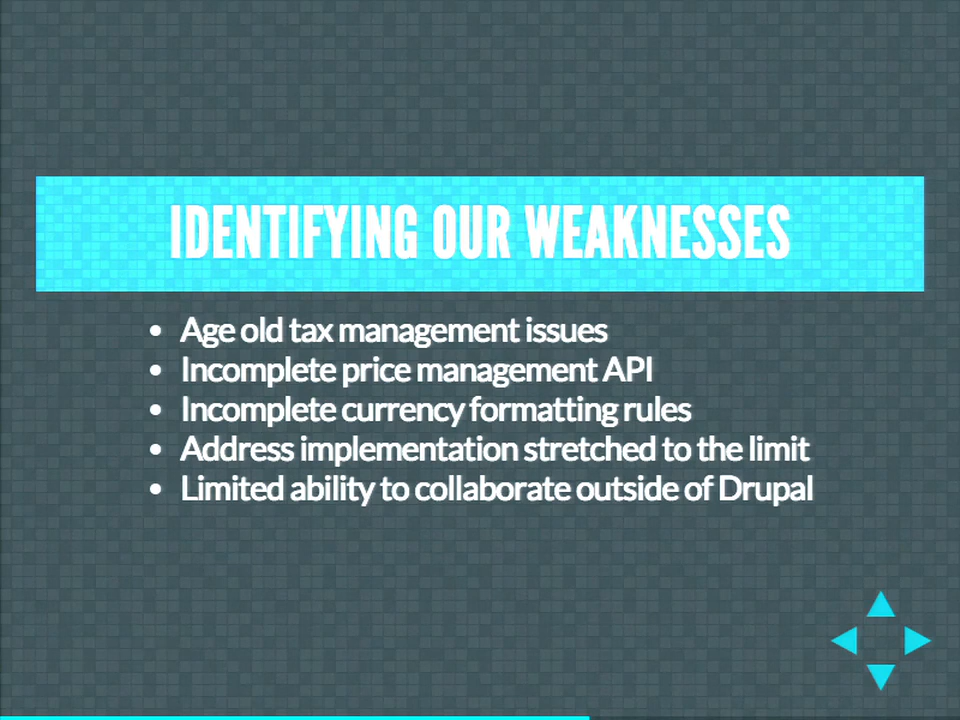 IDENTIFYING OUR WEAKNESSES
• Age old tax management issues
• Incomplete price management API
• Incomplete currency formatting rules
• Address implementation stretched to the limit
• Limited ability to collaborate outside of Drupal